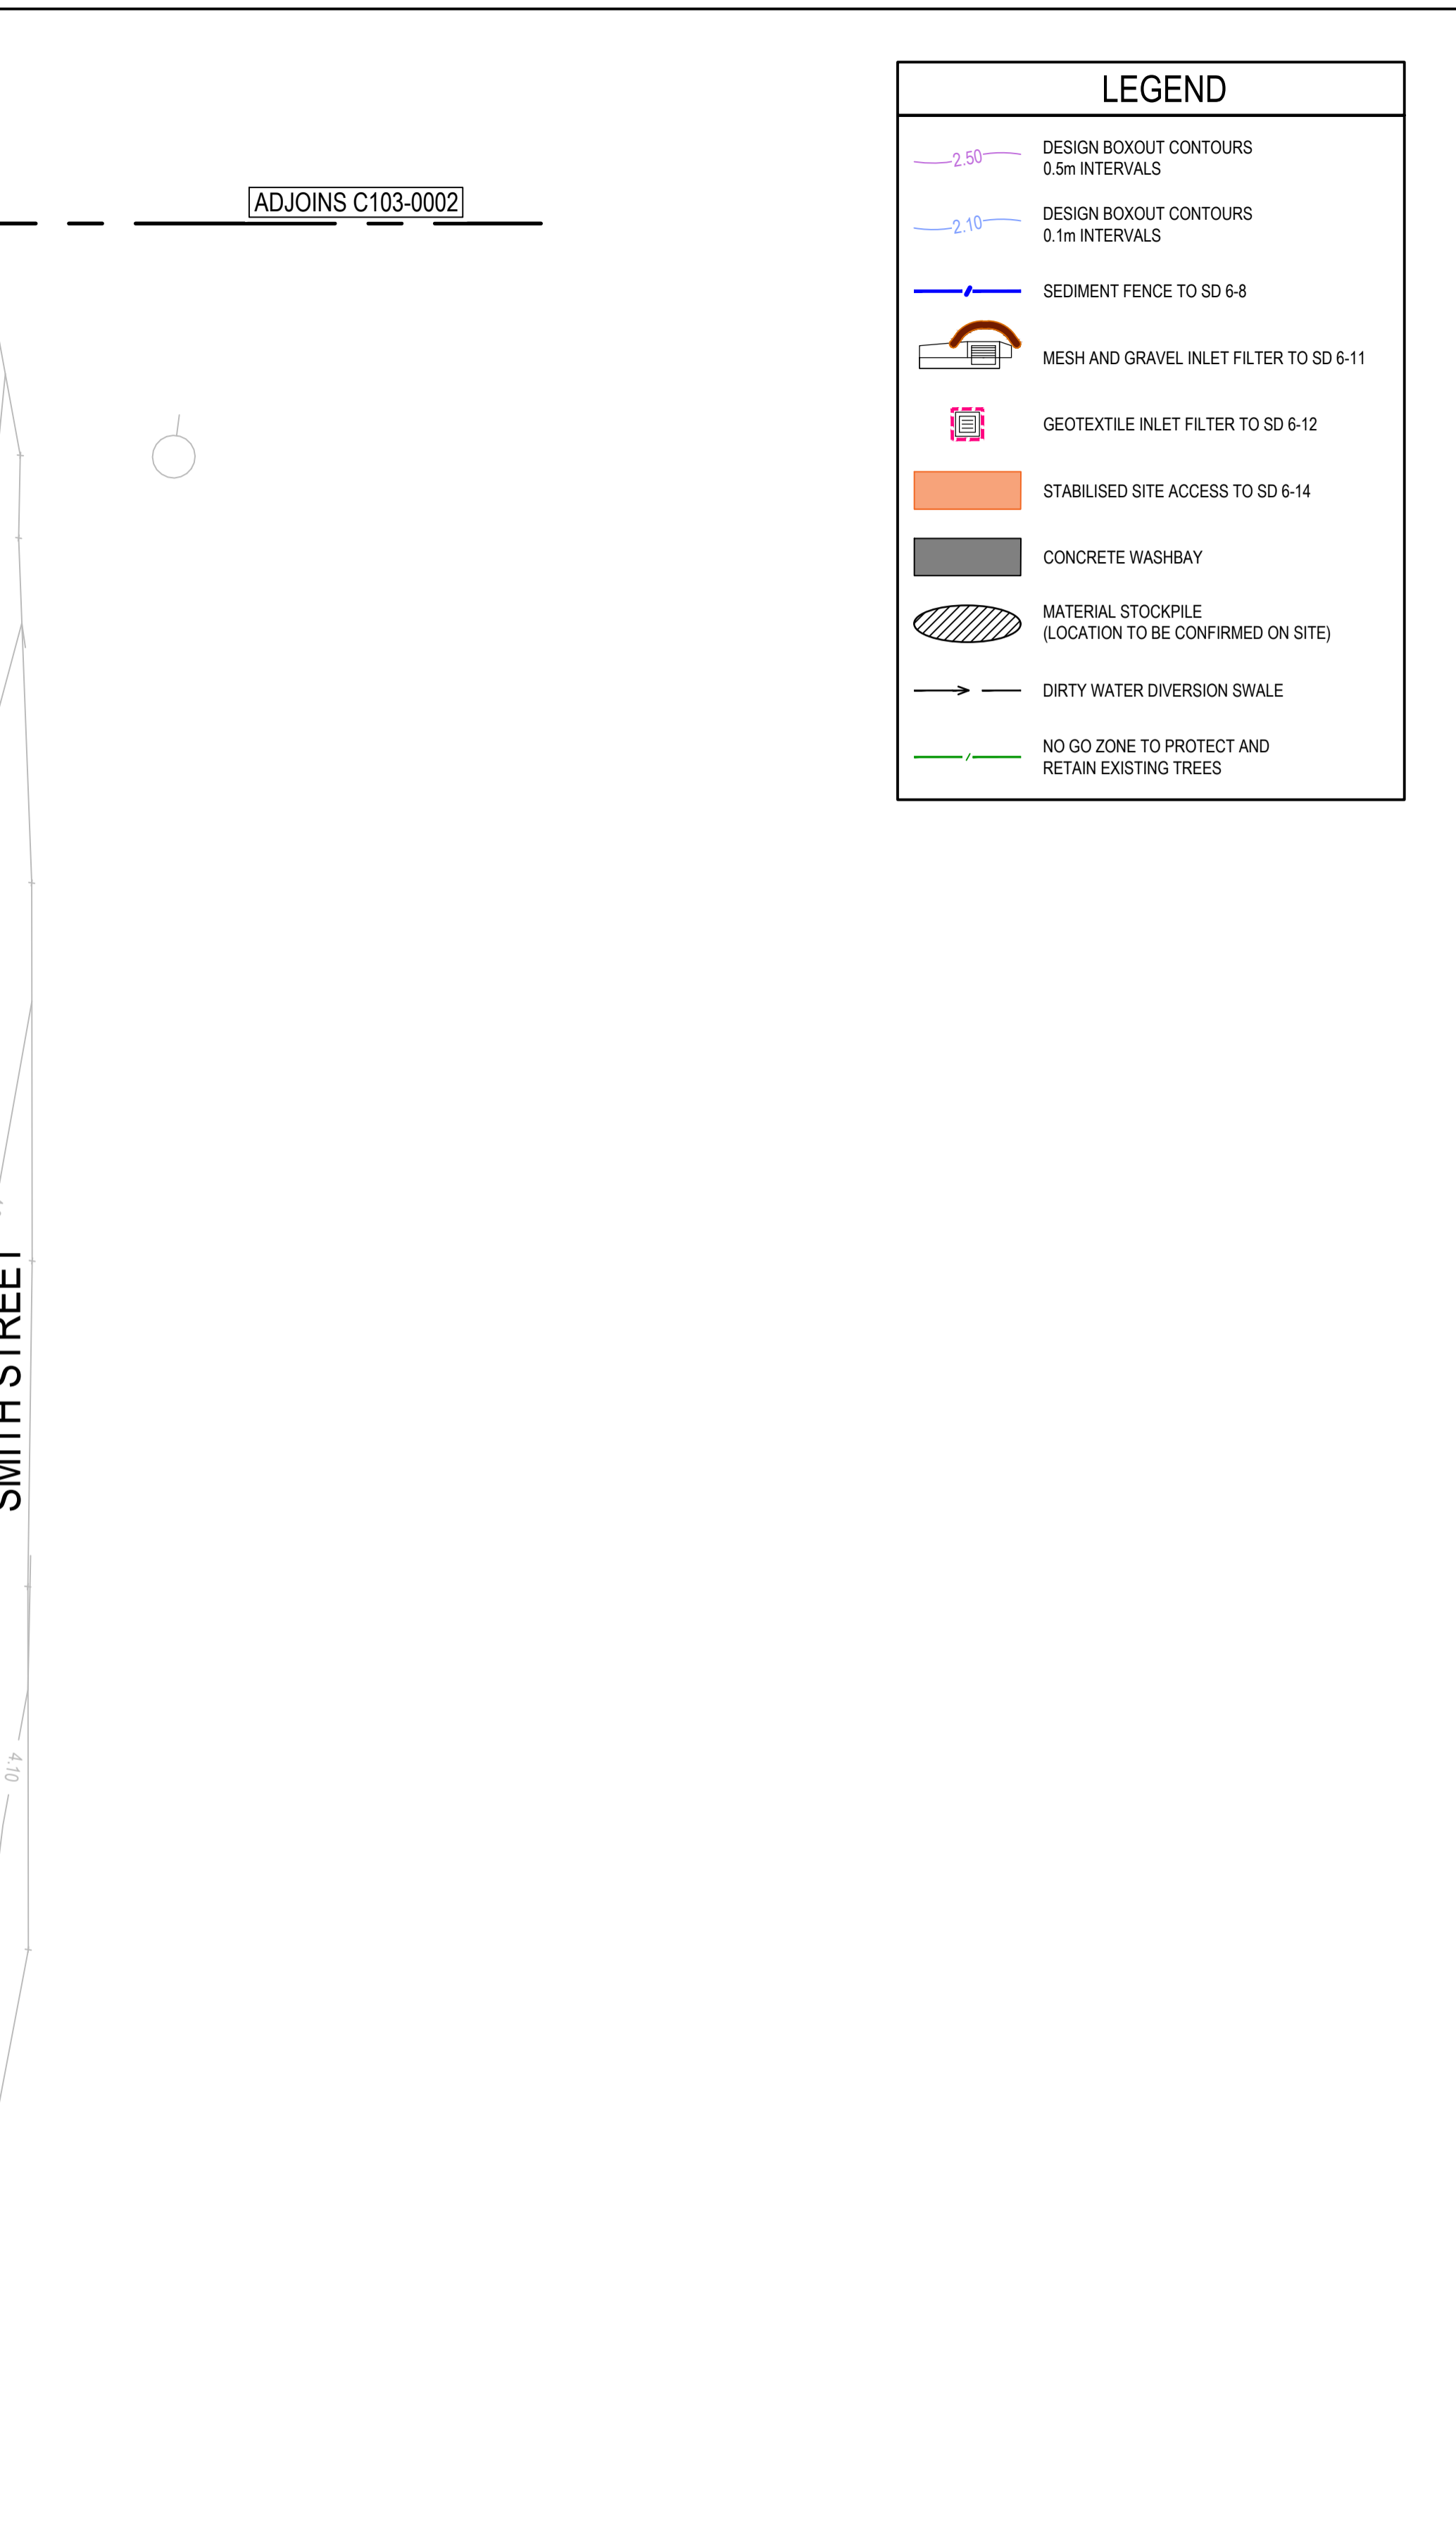 LEGEND
2.50
DESIGN BOXOUT CONTOURS
0.5m INTERVALS
ADJOINS C103-0002
2.10
DESIGN BOXOUT CONTOURS
0.1m INTERVALS
SEDIMENT FENCE TO SD 6-8
MESH AND GRAVEL INLET FILTER TO SD 6-11
GEOTEXTILE INLET FILTER TO SD 6-12
STABILISED SITE ACCESS TO SD 6-14
CONCRETE WASHBAY
MATERIAL STOCKPILE
(LOCATION TO BE CONFIRMED ON SITE)
DIRTY WATER DIVERSION SWALE
NO GO ZONE TO PROTECT AND
RETAIN EXISTING TREES
SMITH STREET
4.10